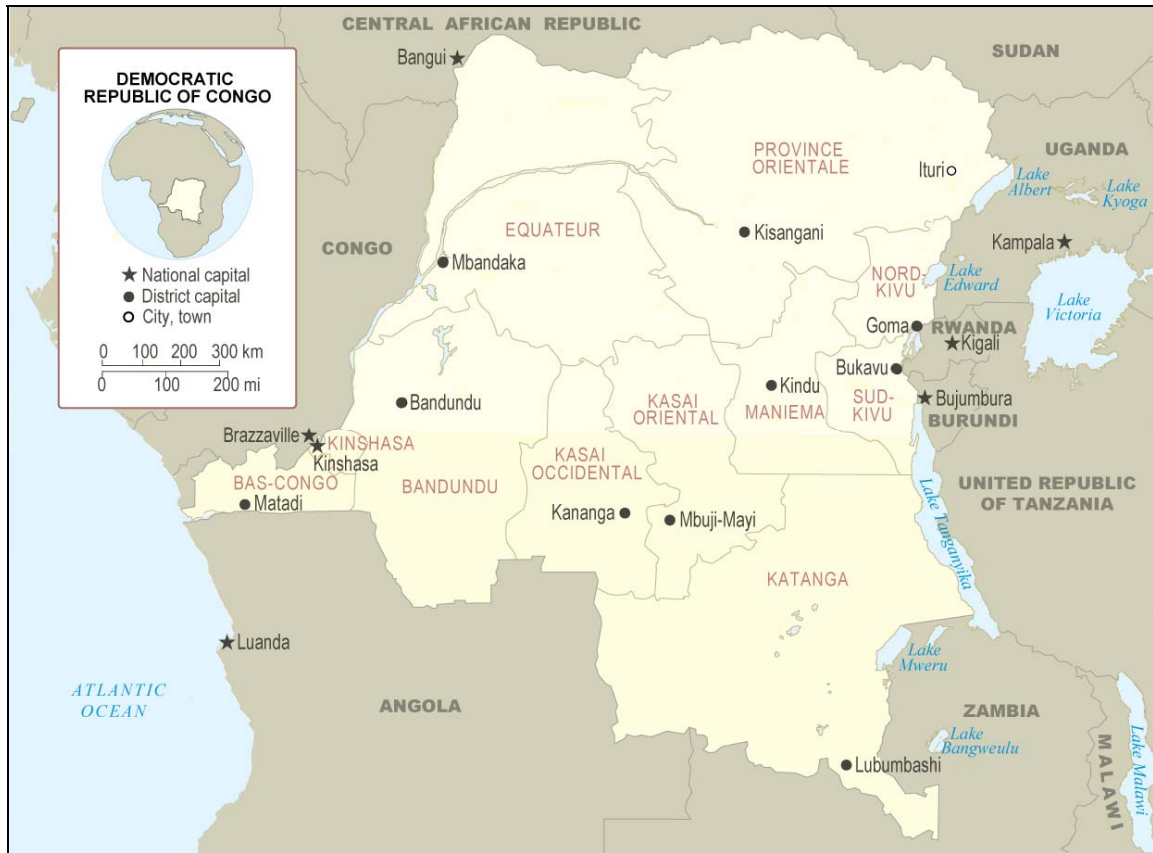 CENTRAL AFRICAN REPUBLIC
SUDAN
Bangui
DEMOCRATIC
REPUBLIC OF CONGO
National capital
District capital
City, town
0 100 200 300 km
0 100 200 mi
PROVINCE
ORIENTALE
Ituri
UGANDA
Lake
Albert
Lake
Kyoga
Kampala
CONGO
EQUATEUR
Mbandaka
Kisangani
NORD-
KIVU
Lake
Edward
Lake
Victoria
Goma
RWANDA
Kigali
Bukavu
Bandundu
KASAI
ORIENTAL
Kindu
MANIEMA
SUD-
KIVU
Bujumbura
BURUNDI
Brazzaville
KINSHASA
Kinshasa
BAS-CONGO
Matadi
BANDUNDU
KASAI
OCCIDENTAL
Kananga
Mbuji-Mayi
UNITED REPUBLIC
OF TANZANIA
Lake Tanganyika
KATANGA
Luanda
Lake
Mweru
ATLANTIC
OCEAN
ANGOLA
ZAMBIA
Lake
Bangweulu
Lubumbashi
MALAWI
Lake Malawi